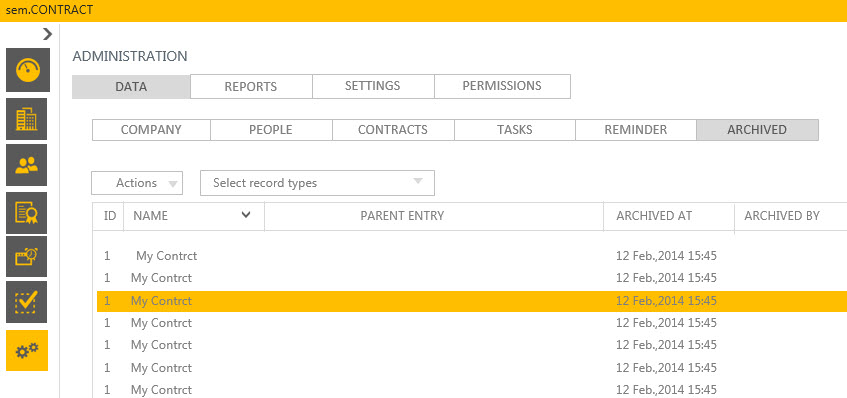 sem.CONTRACT
ADMINISTRATION
DATA REPORTS SETTINGS PERMISSIONS
COMPANY PEOPLE CONTRACTS TASKS REMINDER ARCHIVED
Actions Select record types
ID NAME PARENT ENTRY ARCHIVED AT ARCHIVED BY
1 My Contrct 12 Feb.,2014 15:45
1 My Contrct 12 Feb.,2014 15:45
1 My Contrct 12 Feb.,2014 15:45
1 My Contrct 12 Feb.,2014 15:45
1 My Contrct 12 Feb.,2014 15:45
1 My Contrct 12 Feb.,2014 15:45
1 My Contrct 12 Feb.,2014 15:45